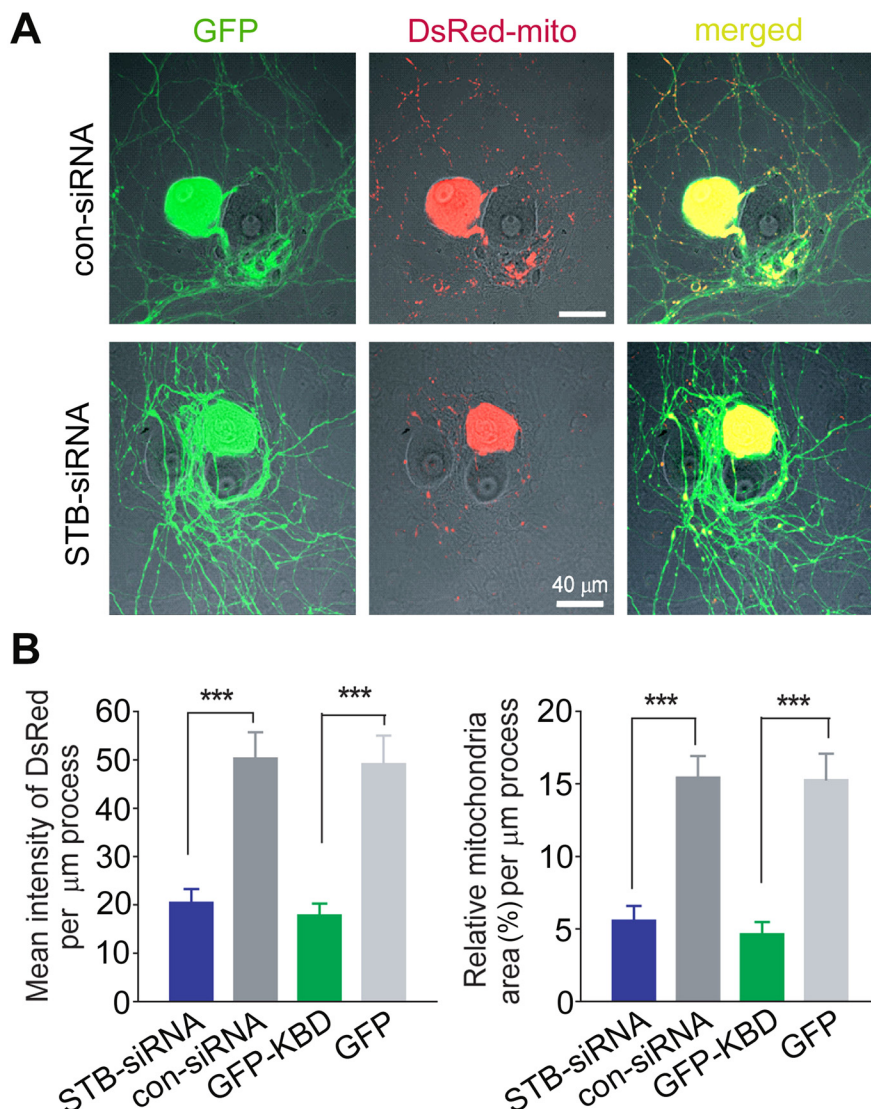 A
GFP
DsRed-mito
merged
con-siRNA
STB-siRNA
40 μm
B
Mean intensity of DsRed
per μm process
60
50
40
30
20
10
0
***
***
STB-siRNA
con-siRNA
GFP-KBD
GFP
Relative mitochondria
area (%) per μm process
20
15
10
5
0
***
***
STB-siRNA
con-siRNA
GFP-KBD
GFP